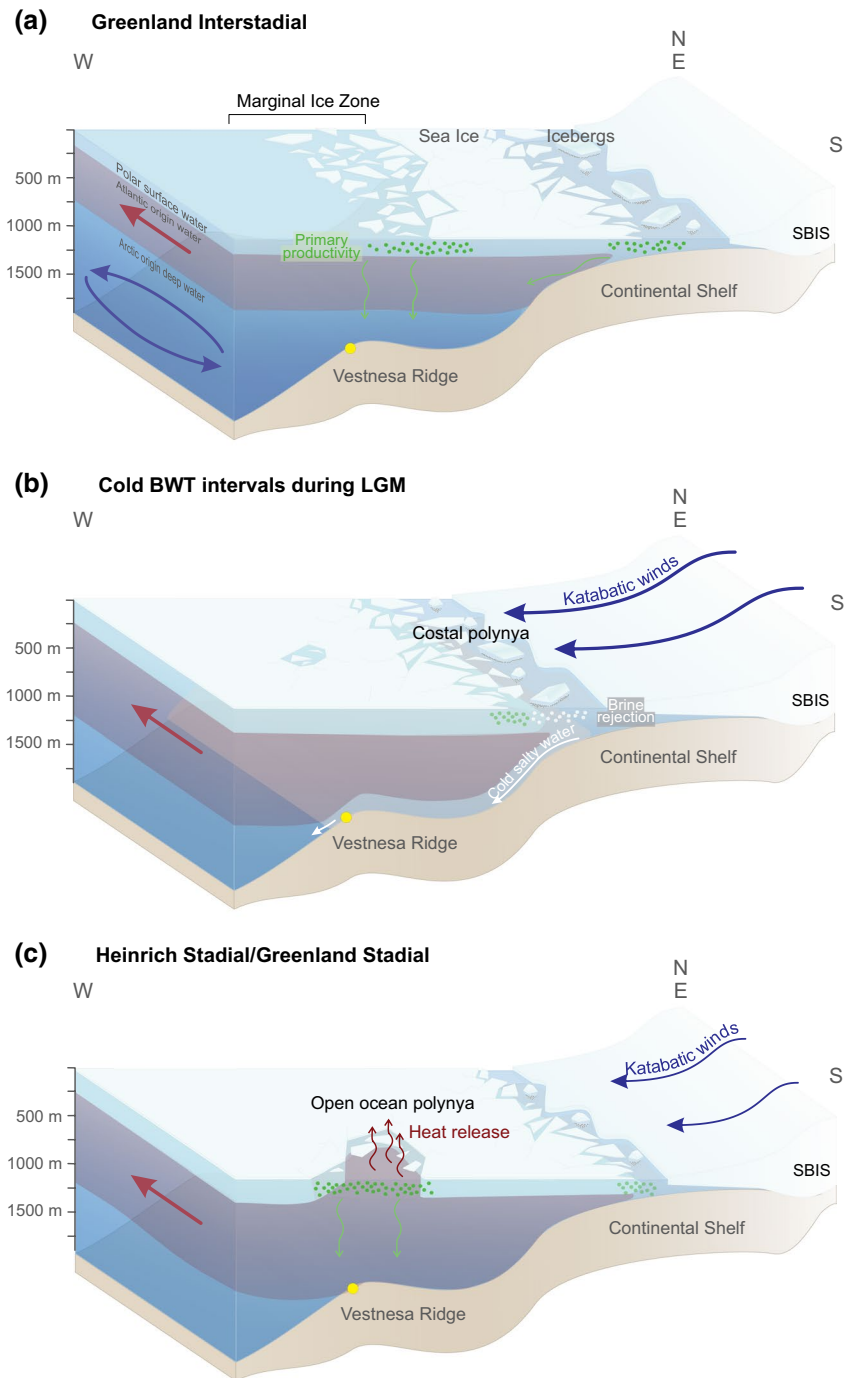 (a) Greenland Interstadial
N
W
E
Marginal Ice Zone
Sea Ice
Icebergs
S
500 m
1000 m
1500 m
Polar surface water
Atlantic origin water
Arctic origin deep water
Primary
productivity
SBIS
Continental Shelf
Vestnesa Ridge
(b) Cold BWT intervals during LGM
N
W
E
Katabatic winds
S
Costal polynya
500 m
1000 m
1500 m
Brine
rejection
SBIS
Cold salty water
Continental Shelf
Vestnesa Ridge
(c) Heinrich Stadial/Greenland Stadial
N
W
E
Katabatic winds
S
Open ocean polynya
Heat release
500 m
1000 m
1500 m
SBIS
Continental Shelf
Vestnesa Ridge